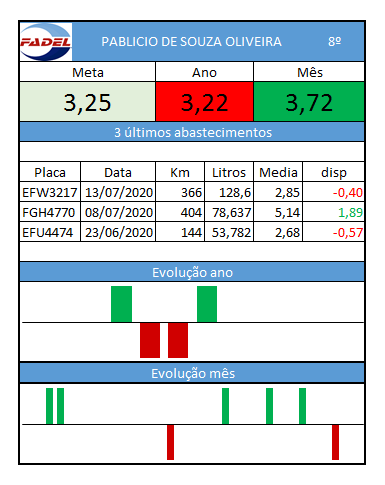 FADEL PABLICIO DE SOUZA OLIVEIRA 8º
Meta Ano Mês
3,25 3,22 3,72
3 últimos abastecimentos
Placa Data Km Litros Media disp
EFW3217 13/07/2020 366 128,6 2,85 -0,40
FGH4770 08/07/2020 404 78,637 5,14 1,89
EFU4474 23/06/2020 144 53,782 2,68 -0,57
Evolução ano
Evolução mês